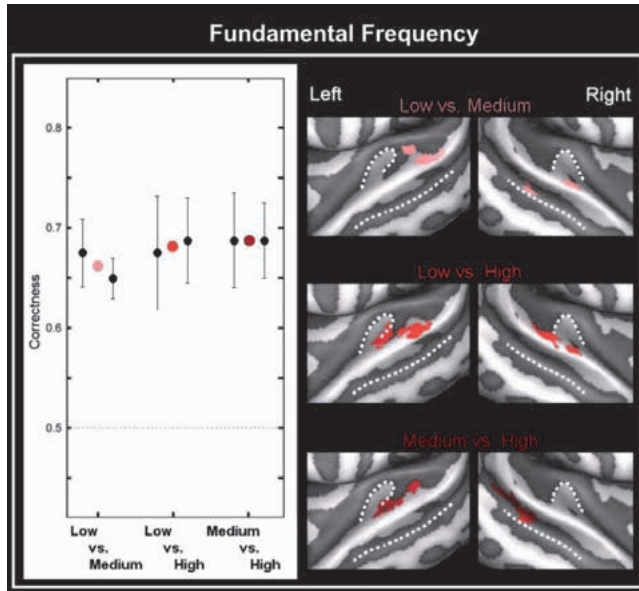 Fundamental Frequency
0.8
0.7
0.6
0.5
Correctness
Low
vs.
Medium
Low
vs.
High
Medium
vs.
High
Left
Right
Low vs. Medium
Low vs. High
Medium vs. High